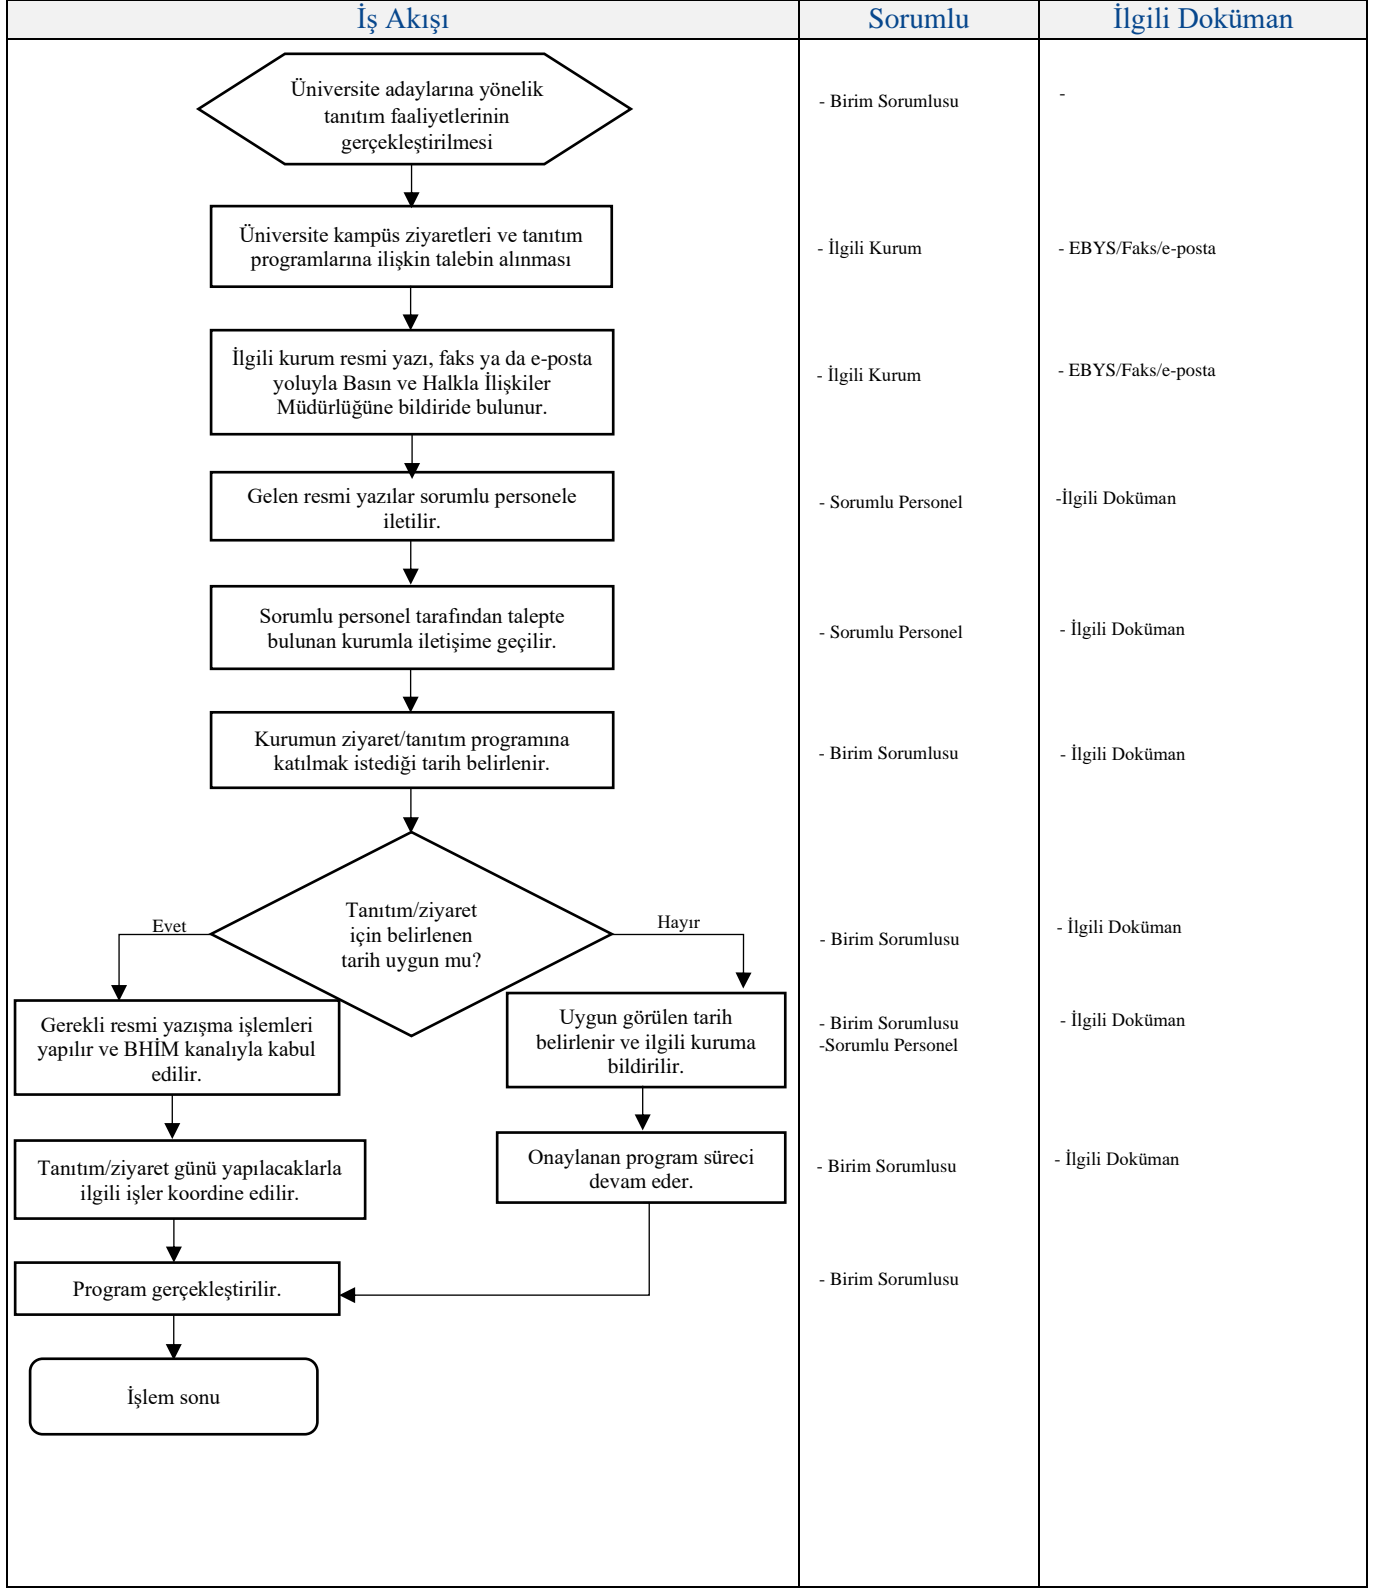 İş Akışı
Sorumlu
İlgili Doküman
Üniversite adaylarına yönelik
tanıtım faaliyetlerinin
gerçekleştirilmesi
- Birim Sorumlusu
-
Üniversite kampüs ziyaretleri ve tanıtım
programlarına ilişkin talebin alınması
- İlgili Kurum
- EBYS/Faks/e-posta
İlgili kurum resmi yazı, faks ya da e-posta
yoluyla Basın ve Halkla İlişkiler
Müdürlüğüne bildiride bulunur.
- İlgili Kurum
- EBYS/Faks/e-posta
Gelen resmi yazılar sorumlu personele
iletilir.
- Sorumlu Personel
-İlgili Doküman
Sorumlu personel tarafından talepte
bulunan kurumla iletişime geçilir.
- Sorumlu Personel
- İlgili Doküman
Kurumun ziyaret/tanıtım programına
katılmak istediği tarih belirlenir.
- Birim Sorumlusu
- İlgili Doküman
Evet
Tanıtım/ziyaret
için belirlenen
tarih uygun mu?
Hayır
- Birim Sorumlusu
- İlgili Doküman
Gerekli resmi yazışma işlemleri
yapılır ve BHİM kanalıyla kabul
edilir.
Uygun görülen tarih
belirlenir ve ilgili kuruma
bildirilir.
- Birim Sorumlusu
-Sorumlu Personel
- İlgili Doküman
Tanıtım/ziyaret günü yapılacaklarla
ilgili işler koordine edilir.
Onaylanan program süreci
devam eder.
- Birim Sorumlusu
- İlgili Doküman
Program gerçekleştirilir.
- Birim Sorumlusu
İşlem sonu